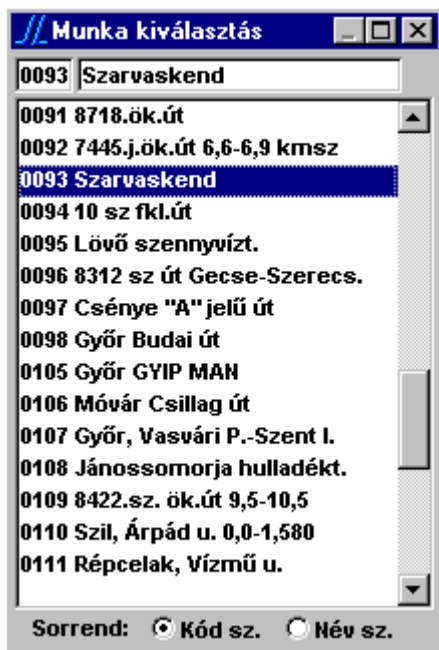 Munka kiválasztás
0093 Szarvaskend
0091 8718.ök.út
0092 7445.j.ök.út 6,6-6,9 kmsz
0093 Szarvaskend
0094 10 sz fkl.út
0095 Lövő szennyvízt.
0096 8312 sz út Gecse-Szerecs.
0097 Csénye "A" jelű út
0098 Győr Budai út
0105 Győr GYIP MAN
0106 Móvár Csillag út
0107 Győr, Vasvári P.-Szent I.
0108 Jánossomorja hulladékt.
0109 8422.sz. ök.út 9,5-10,5
0110 Szil, Árpád u. 0,0-1,580
0111 Répcelak, Vízmű u.
Sorrend: Kód sz. Név sz.